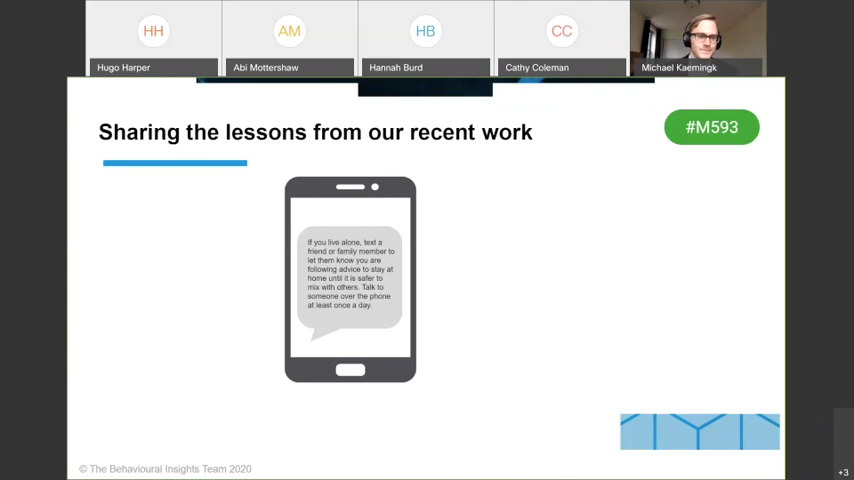 HH
AM
HB
CC
Hugo Harper
Abi Mottershaw
Hannah Burd
Cathy Coleman
Michael Kaemingk
Sharing the lessons from our recent work
#M593
If you live alone, text a
friend or family member to
let them know you are
following advice to stay at
home until it is safer to
mix with others. Talk to
someone over the phone
at least once a day.
© The Behavioural Insights Team 2020
+3